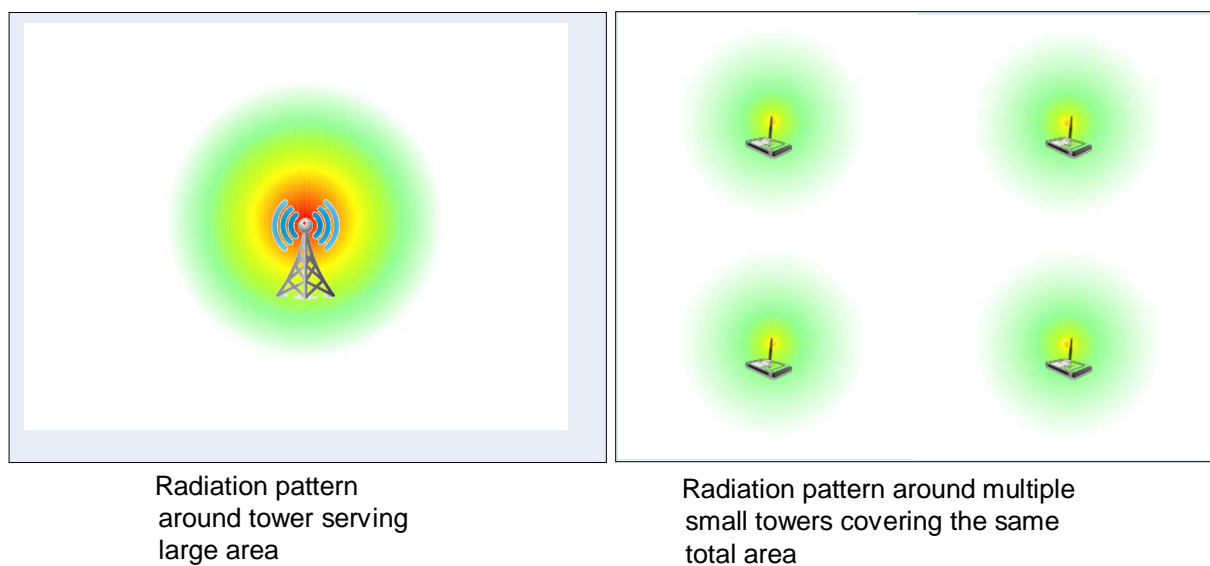 Radiation pattern
around tower serving
large area
Radiation pattern around multiple
small towers covering the same
total area